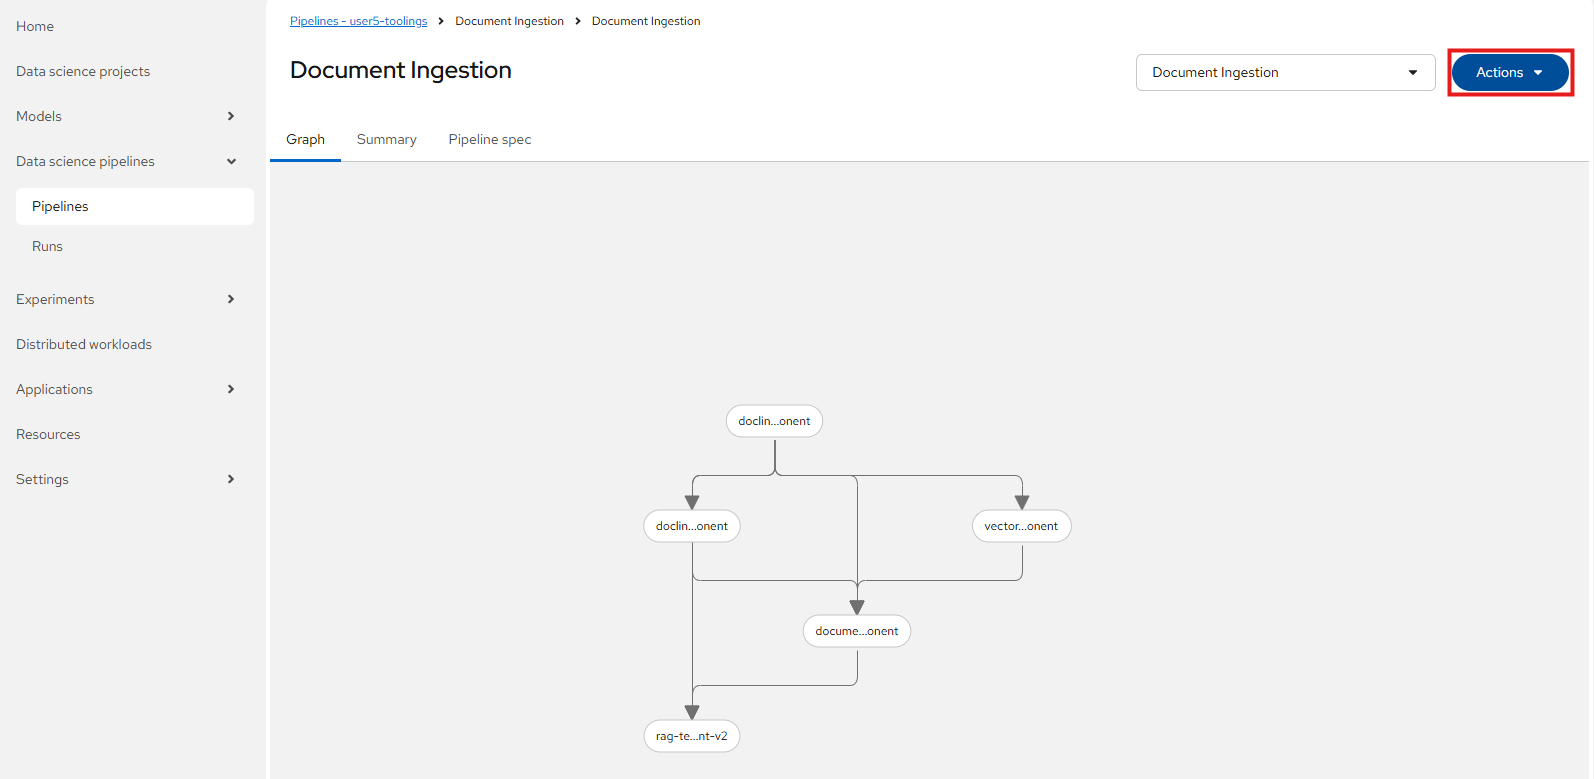 Home
Data science projects
Models
Data science pipelines
Pipelines
Runs
Experiments
Distributed workloads
Applications
Resources
Settings
Pipelines - user5-toolings > Document Ingestion > Document Ingestion
Document Ingestion
Document Ingestion
Actions
Graph Summary Pipeline spec
doclin...onent
doclin...onent
vector...onent
docume...onent
rag-te...nt-v2